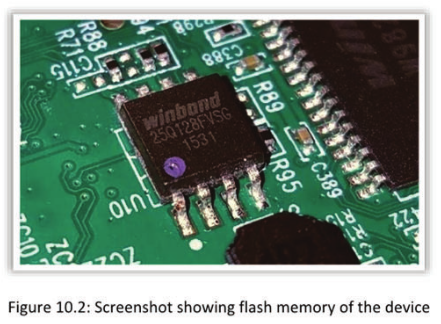 R88
R71
C115
R298
C388
winbond
25Q128FVSG
1531
R89
U10
R95
C389
Figure 10.2: Screenshot showing flash memory of the device